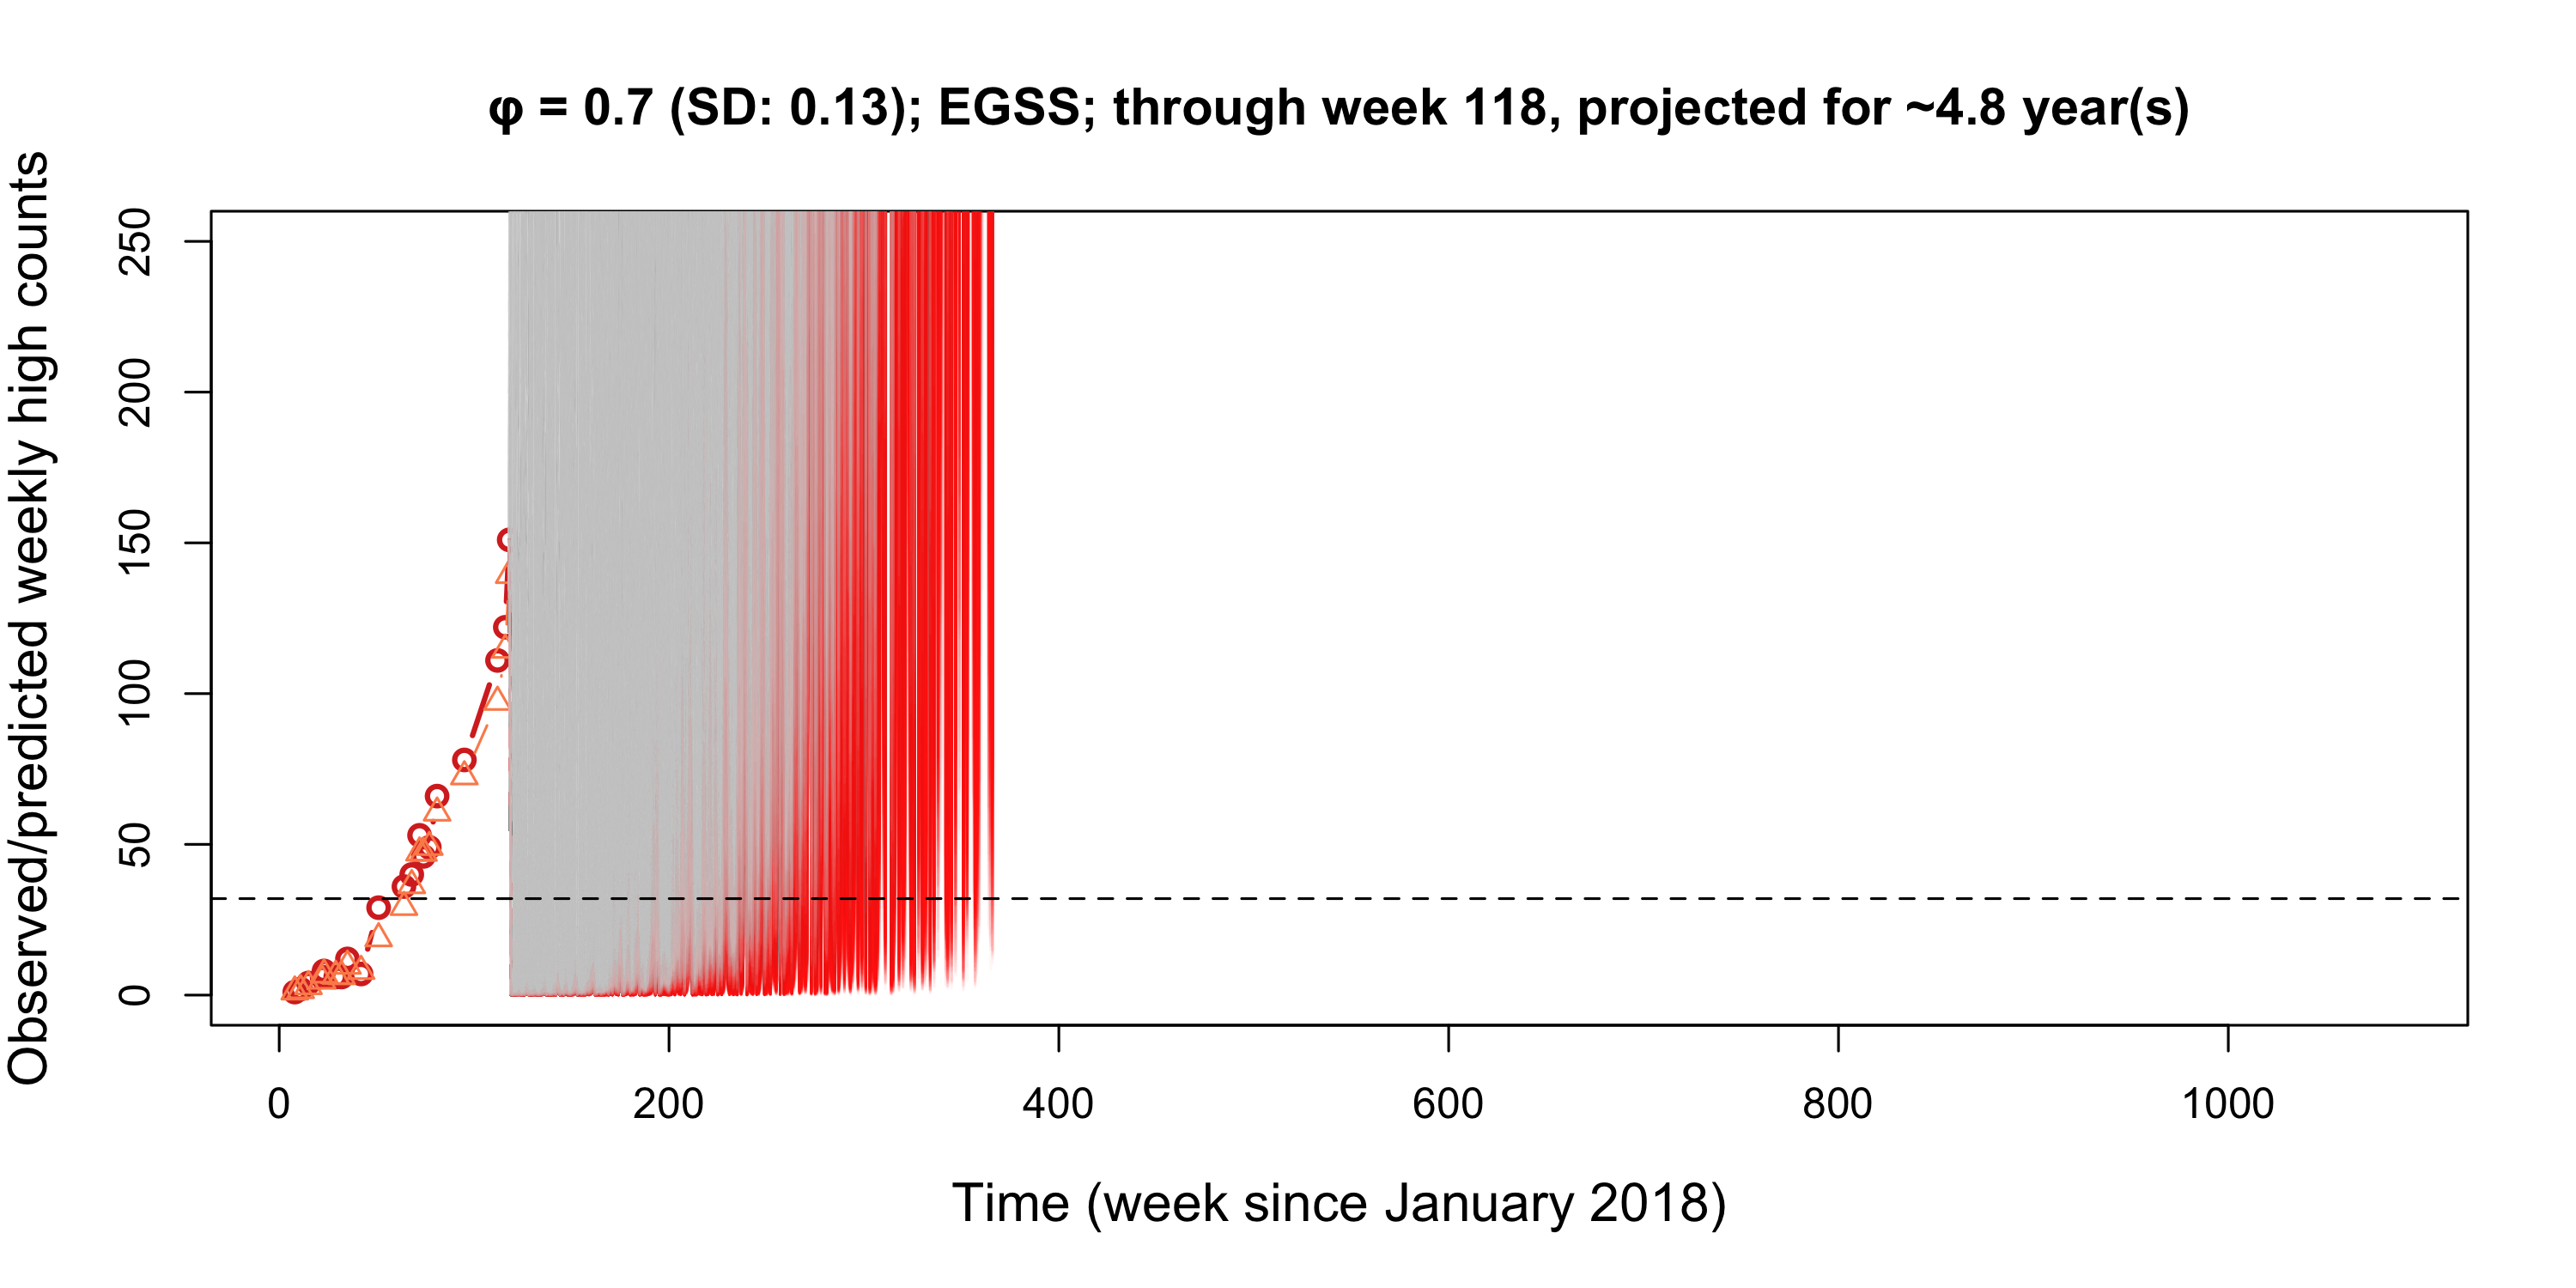 φ = 0.7 (SD: 0.13); EGSS; through week 118, projected for ~4.8 year(s)
Observed/predicted weekly high counts
250
200
150
100
50
0
0 200 400 600 800 1000
Time (week since January 2018)